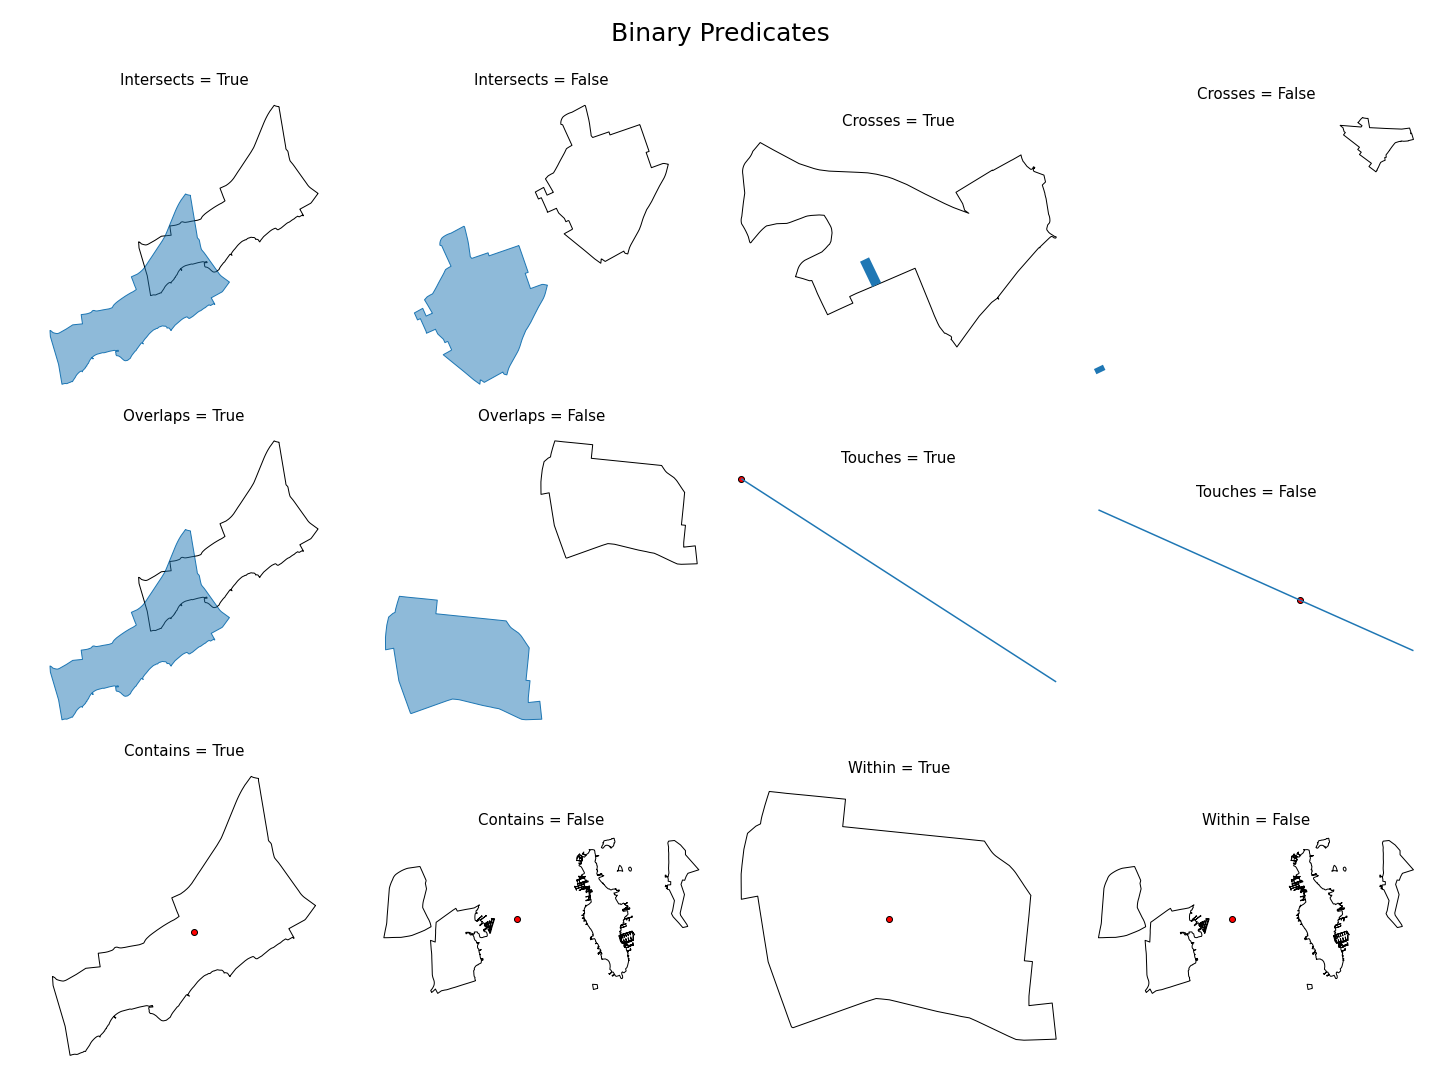 Binary Predicates
Intersects = True
Intersects = False
Crosses = True
Crosses = False
Overlaps = True
Overlaps = False
Touches = True
Touches = False
Contains = True
Contains = False
Within = True
Within = False